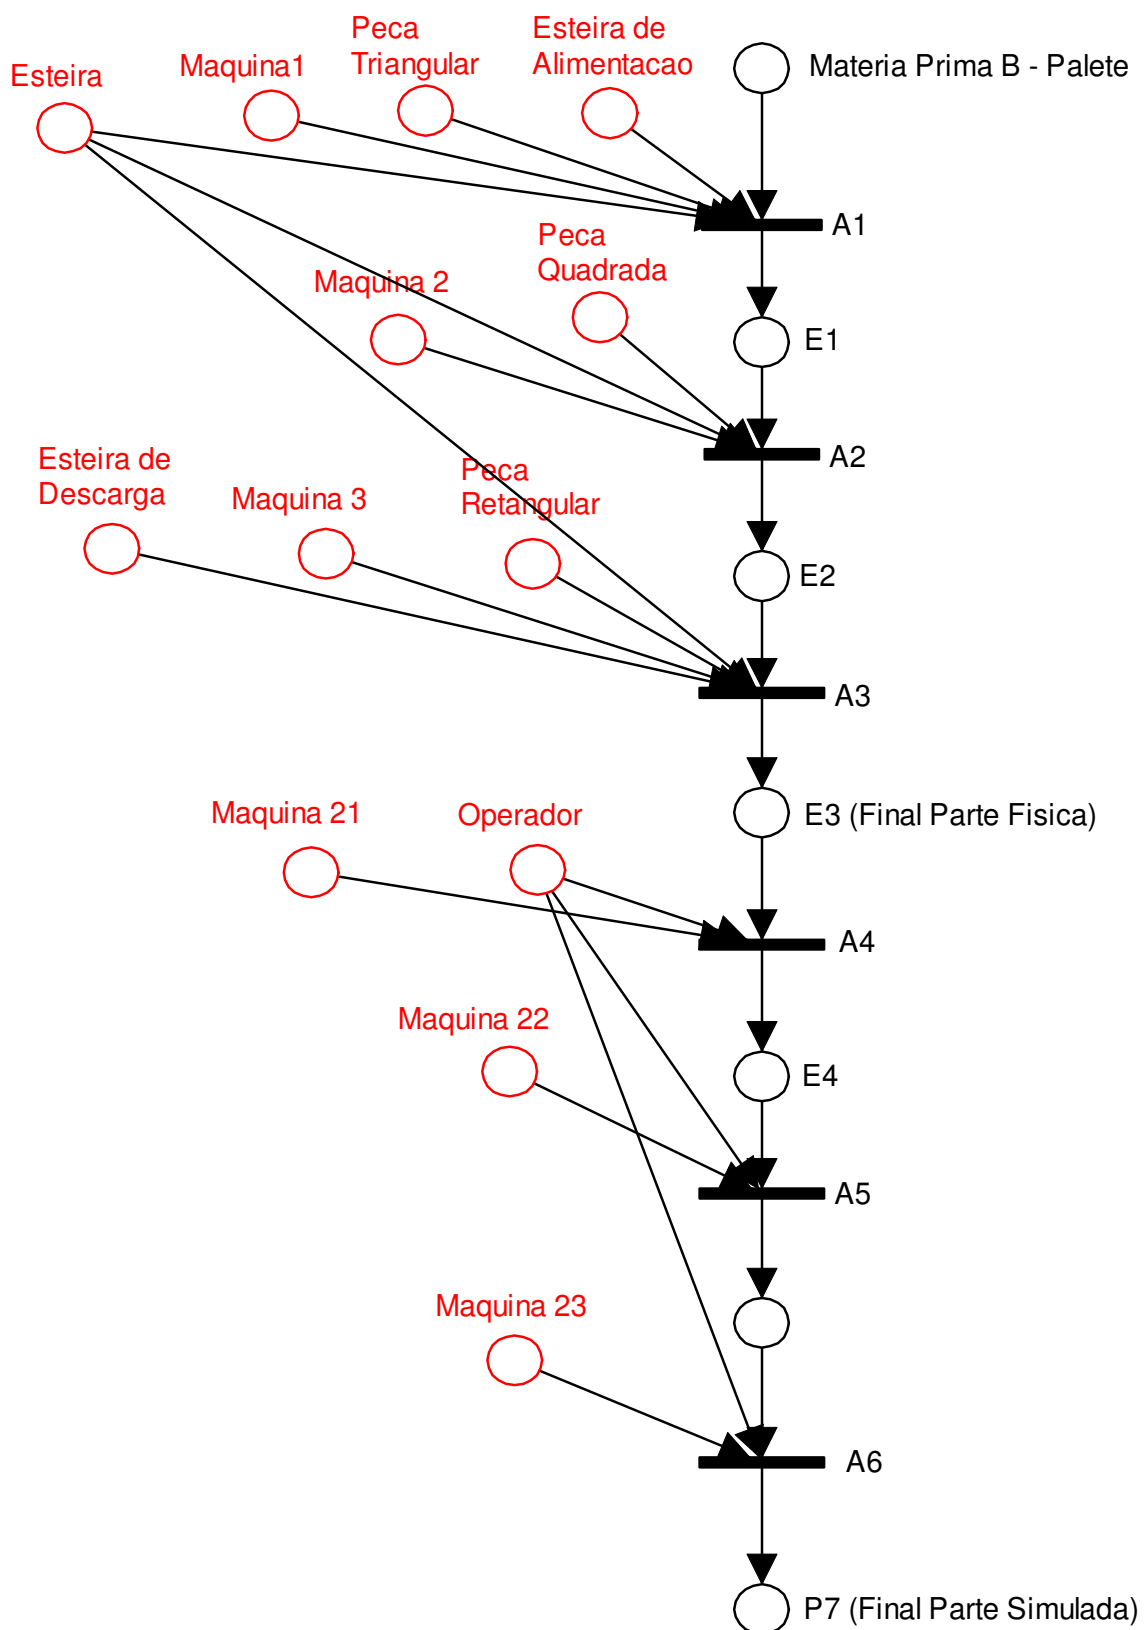 Peca
Triangular
Esteira de
Alimentacao
Esteira
Maquina1
Materia Prima B - Palete
A1
Peca
Quadrada
Maquina 2
E1
A2
Esteira de
Descarga
Maquina 3
Peca
Retangular
E2
A3
Maquina 21
Operador
E3 (Final Parte Fisica)
A4
Maquina 22
E4
A5
Maquina 23
A6
P7 (Final Parte Simulada)